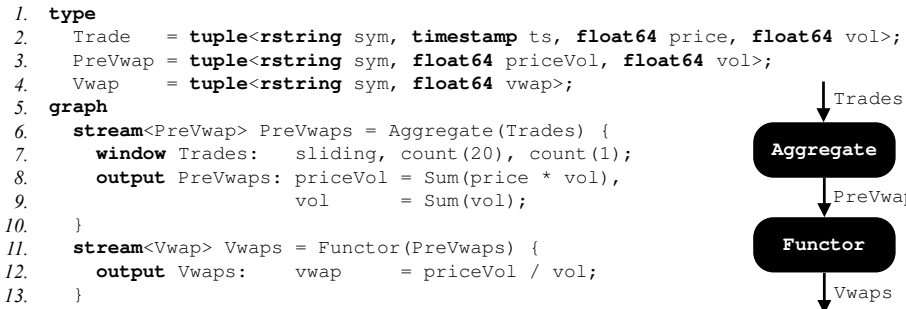 1. type
2. Trade = tuple<rstring sym, timestamp ts, float64 price, float64 vol>;
3. PreVwap = tuple<rstring sym, float64 priceVol, float64 vol>;
4. Vwap = tuple<rstring sym, float64 vwap>;
5. graph
6. stream<PreVwap> PreVwaps = Aggregate(Trades) {
7. window Trades: sliding, count(20), count(1);
8. output PreVwaps: priceVol = Sum(price * vol),
9. vol = Sum(vol);
10. }
11. stream<Vwap> Vwaps = Functor(PreVwaps) {
12. output Vwaps: vwap = priceVol / vol;
13. }
Trades
Aggregate
PreVwap
Functor
Vwaps